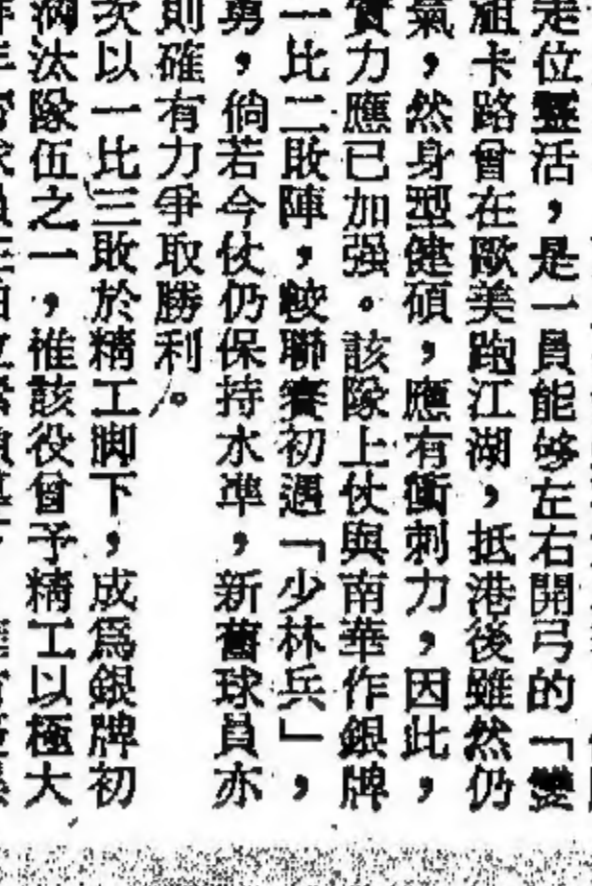 走位靈活，是一員能够左右開弓的「雙
祖卡路曾在歐美跑江湖，抵港後雖然仍
氣，然身型健碩，應有衝刺力，因此，
實力應已加强。該隊上仗與南華作銀牌
一比二敗陣，較聯賽初遇「少林兵」，
勇，倘若今仗仍保持水準，新舊球員亦
則確有力爭取勝利。
次以一比三敗於精工脚下，成爲銀牌初
淘汰隊伍之一，惟該役曾予精工以極大